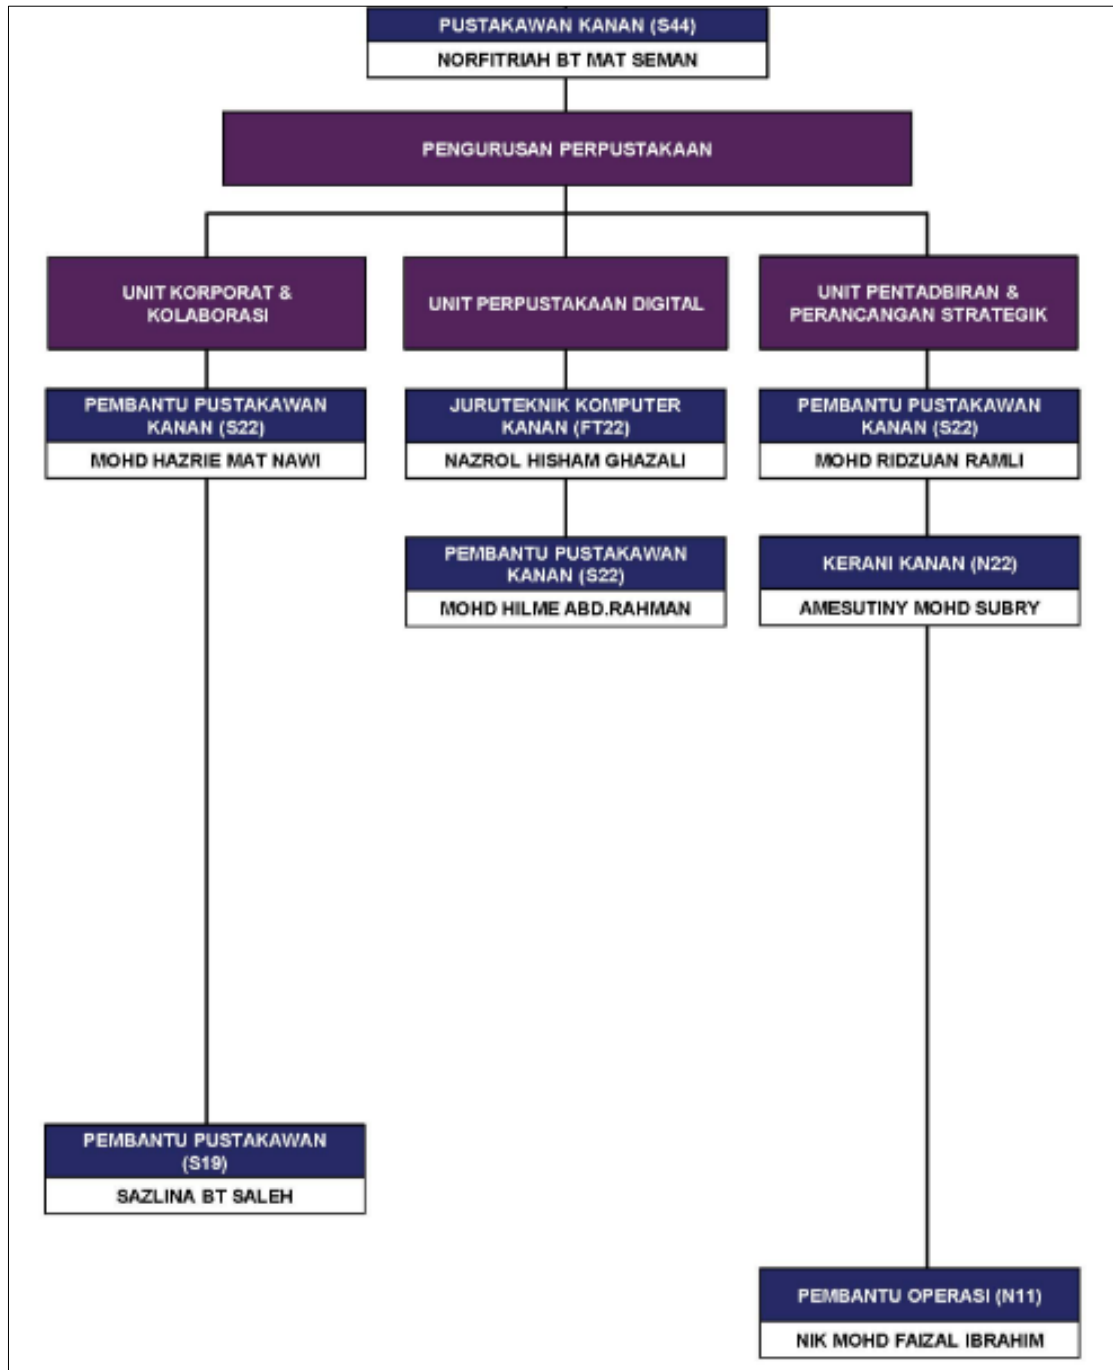 PUSTAKAWAN KANAN (S44)
NORFITRIAH BT MAT SEMAN
PENGURUSAN PERPUSTAKAAN
UNIT KORPORAT &
KOLABORASI
PEMBANTU PUSTAKAWAN
KANAN (S22)
MOHD HAZRIE MAT NAWI
PEMBANTU PUSTAKAWAN
(S19)
SAZLINA BT SALEH
UNIT PERPUSTAKAAN DIGITAL
JURUTEKNIK KOMPUTER
KANAN (FT22)
NAZROL HISHAM GHAZALI
PEMBANTU PUSTAKAWAN
KANAN (S22)
MOHD HILME ABD.RAHMAN
UNIT PENTADBIRAN &
PERANCANGAN STRATEGIK
PEMBANTU PUSTAKAWAN
KANAN (S22)
MOHD RIDZUAN RAMLI
KERANI KANAN (N22)
AMESUTINY MOHD SUBRY
PEMBANTU OPERASI (N11)
NIK MOHD FAIZAL IBRAHIM